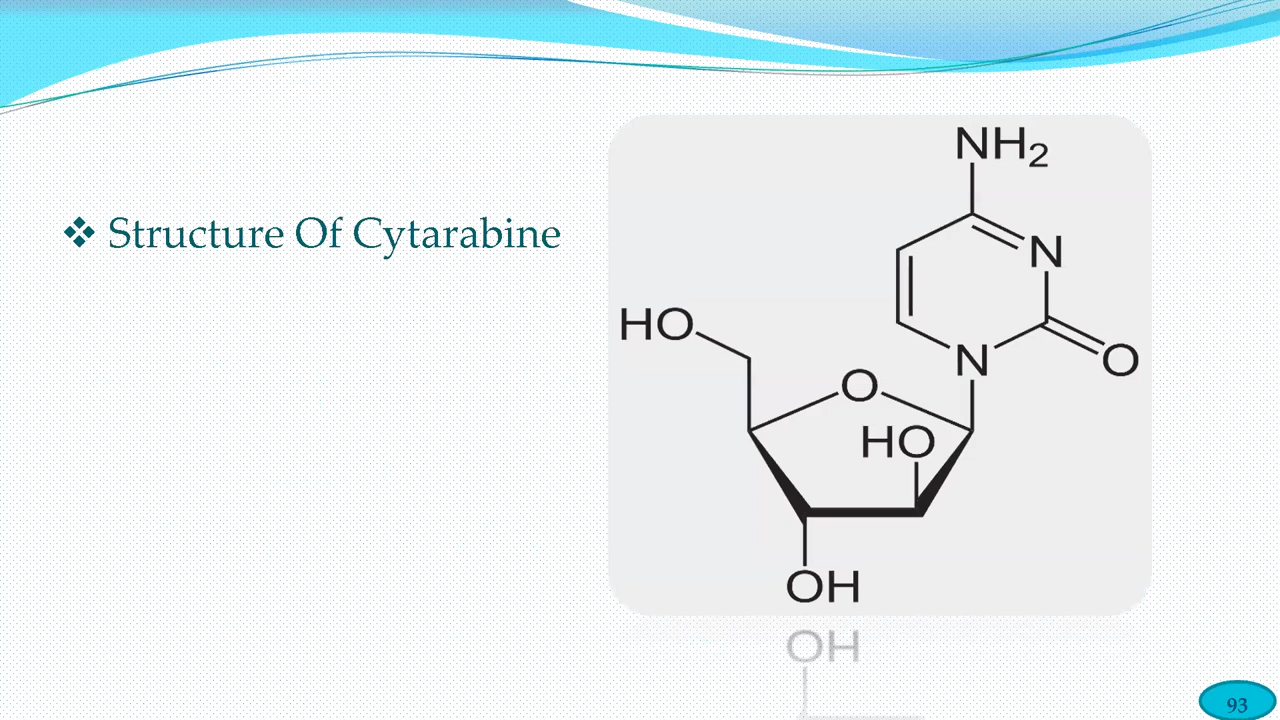 ❖ Structure Of Cytarabine
NH₂
N
HO
N
O
O
HO
OH
OH
93